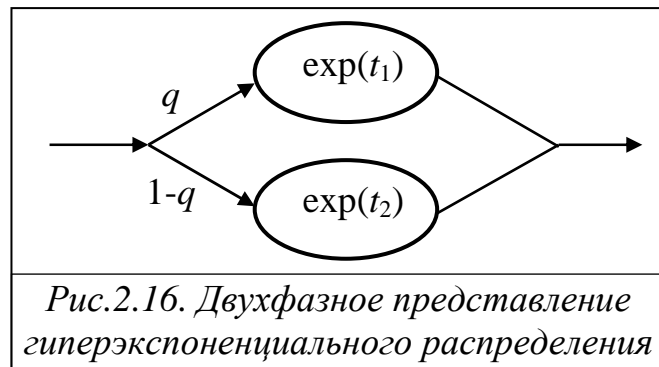 exp(t₁)
q
1-q
exp(t₂)
Рис.2.16. Двухфазное представление
гиперэкспоненциального распределения